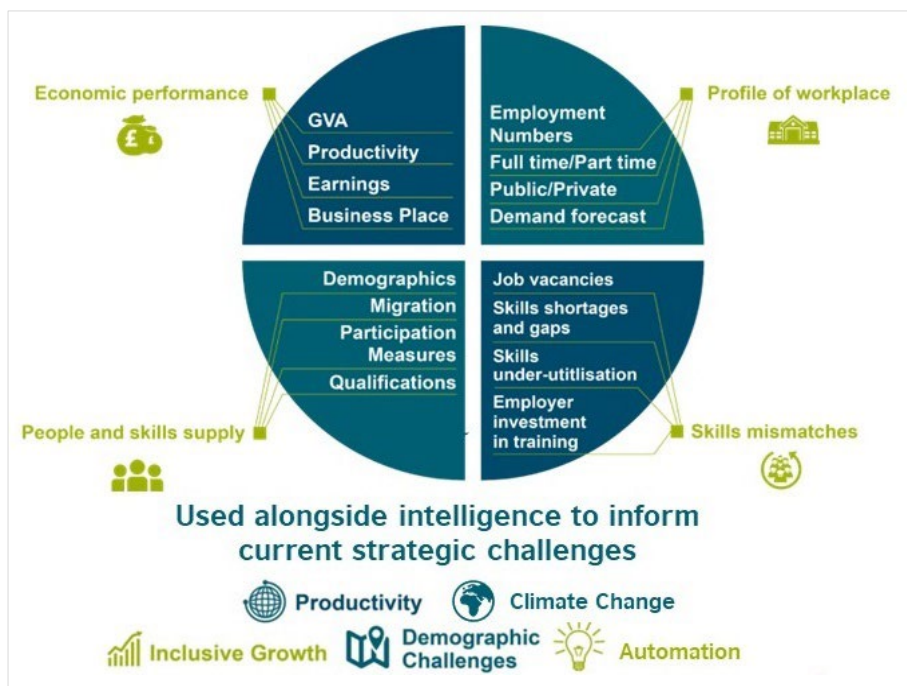 Economic performance
£
GVA
Productivity
Earnings
Business Place
Profile of workplace
Employment
Numbers
Full time/Part time
Public/Private
Demand forecast
People and skills supply
Demographics
Migration
Participation
Measures
Qualifications
Skills mismatches
Job vacancies
Skills shortages
and gaps
Skills
under-utitlisation
Employer
investment
in training
Used alongside intelligence to inform
current strategic challenges
Productivity
Climate Change
Inclusive Growth
Demographic
Challenges
Automation